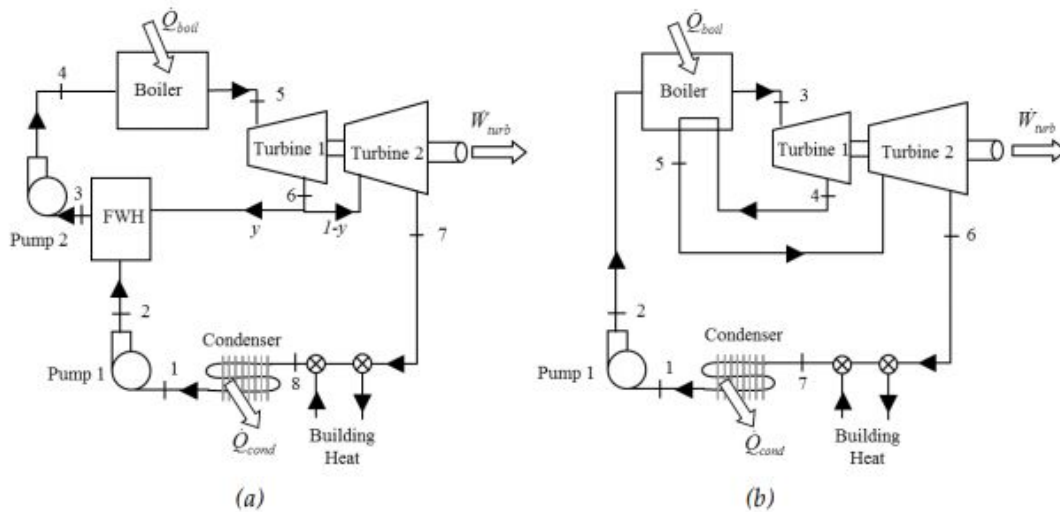 Q̇boil
4
Boiler
5
Ẇturb
Turbine 1
Turbine 2
3
FWH
6
Pump 2
y
1-y
7
2
Condenser
Pump 1
1
8
Q̇cond
Building
Heat
(a)
Q̇boil
Boiler
3
Ẇturb
Turbine 1
Turbine 2
5
4
6
2
Condenser
Pump 1
1
7
Q̇cond
Building
Heat
(b)